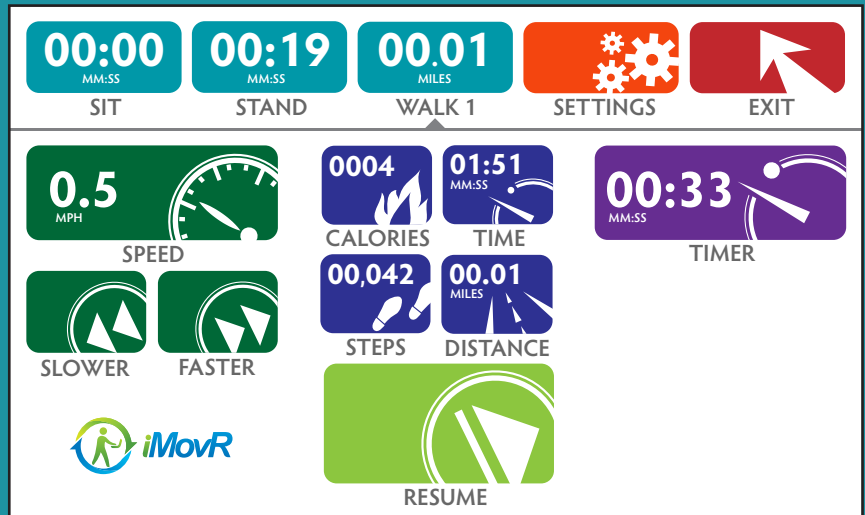 00:00
MM:SS
SIT
00:19
MM:SS
STAND
00.01
MILES
WALK 1
SETTINGS
EXIT
0.5
MPH
SPEED
SLOWER
FASTER
0004
CALORIES
01:51
MM:SS
TIME
00,042
STEPS
00.01
MILES
DISTANCE
RESUME
00:33
MM:SS
TIMER
iMovR